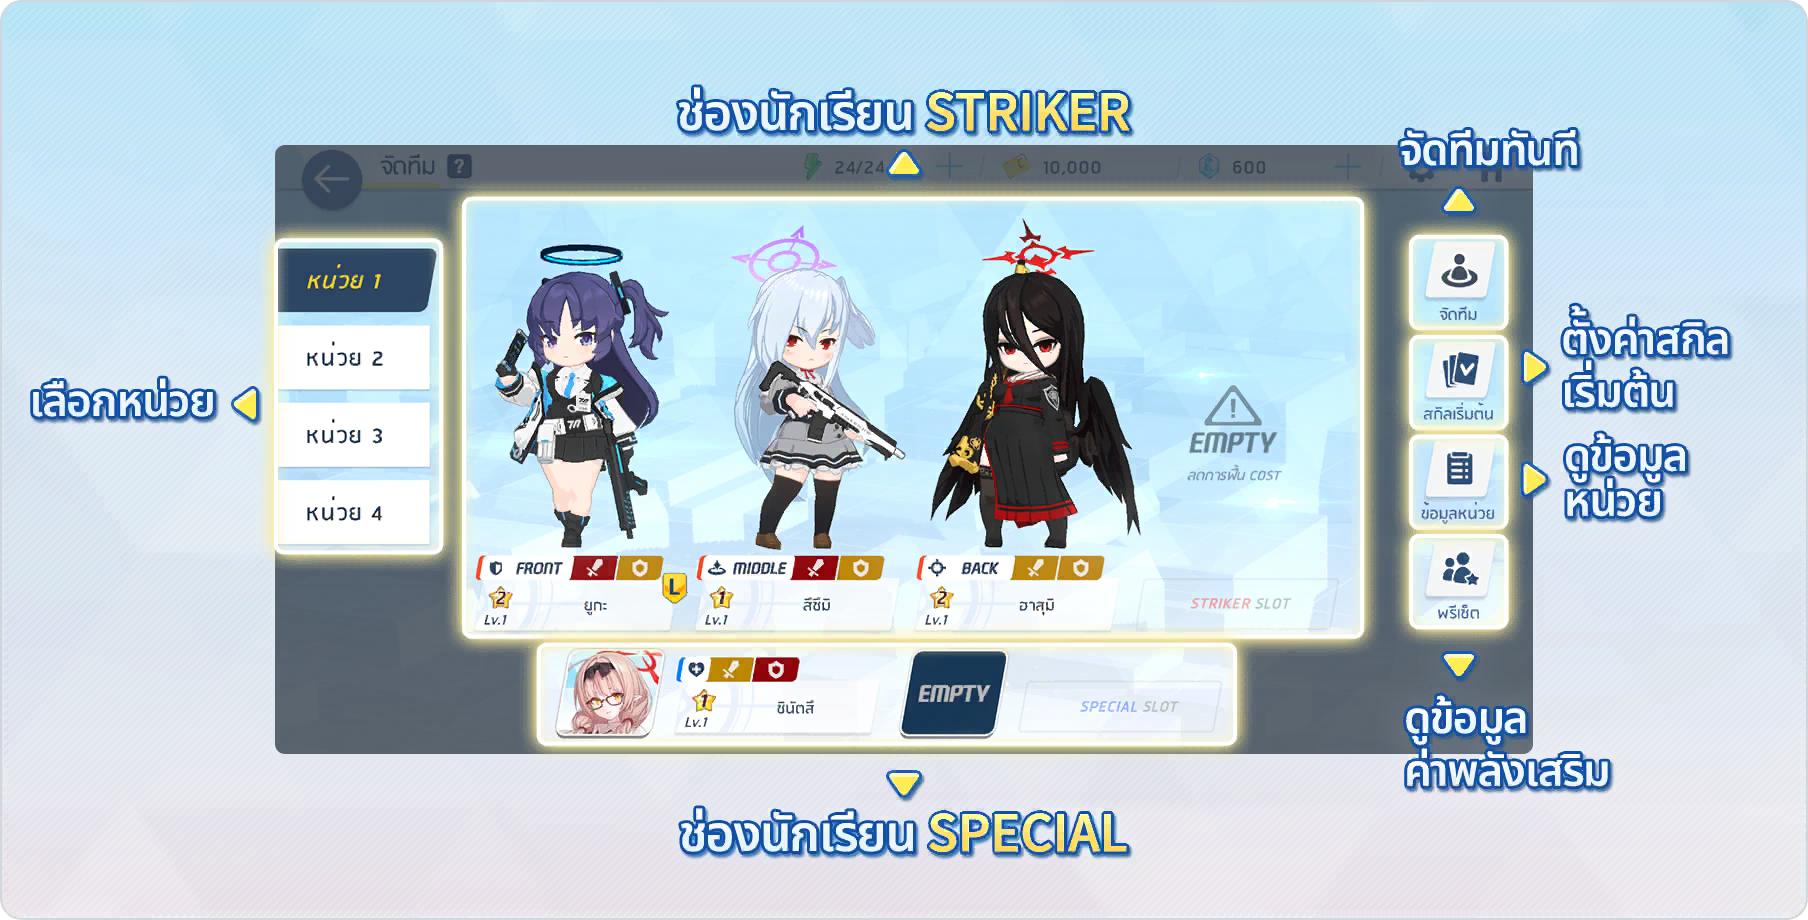 ช่องนักเรียน STRIKER
จัดทีมทันที
จัดทีม ?
24/24
10,000
600
หน่วย 1
หน่วย 2
หน่วย 3
หน่วย 4
เลือกหน่วย
EMPTY
ลดการฟื้น COST
FRONT
2
Lv.1
ยูกะ
L
MIDDLE
1
Lv.1
สึซึมิ
BACK
2
Lv.1
ฮาสุมิ
STRIKER SLOT
จัดทีม
สกิลเริ่มต้น
ข้อมูลหน่วย
พรีเซ็ต
ตั้งค่าสกิล
เริ่มต้น
ดูข้อมูล
หน่วย
1
Lv.1
ชินัตสึ
EMPTY
SPECIAL SLOT
ดูข้อมูล
ค่าพลังเสริม
ช่องนักเรียน SPECIAL